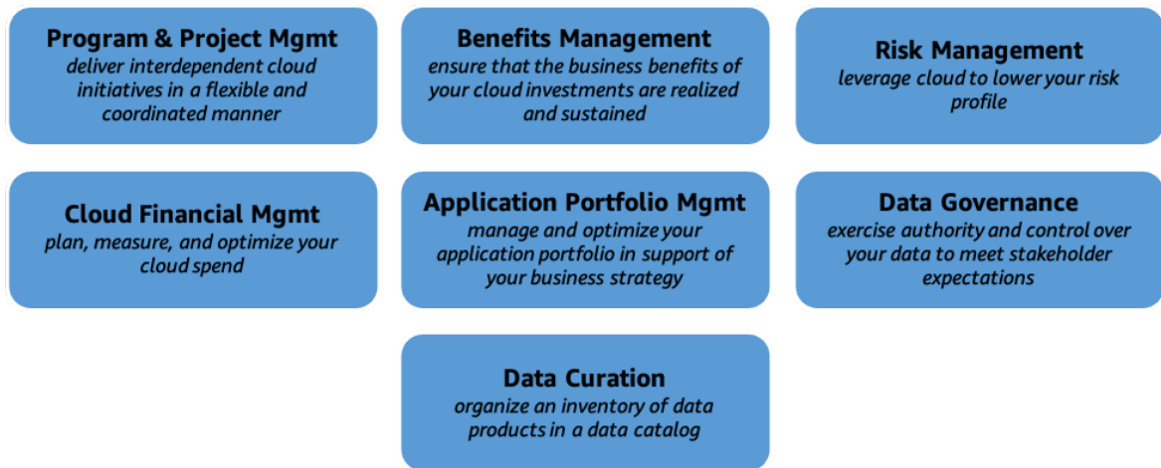 Program & Project Mgmt
deliver interdependent cloud
initiatives in a flexible and
coordinated manner
Benefits Management
ensure that the business benefits of
your cloud investments are realized
and sustained
Risk Management
leverage cloud to lower your risk
profile
Cloud Financial Mgmt
plan, measure, and optimize your
cloud spend
Application Portfolio Mgmt
manage and optimize your
application portfolio in support of
your business strategy
Data Governance
exercise authority and control over
your data to meet stakeholder
expectations
Data Curation
organize an inventory of data
products in a data catalog